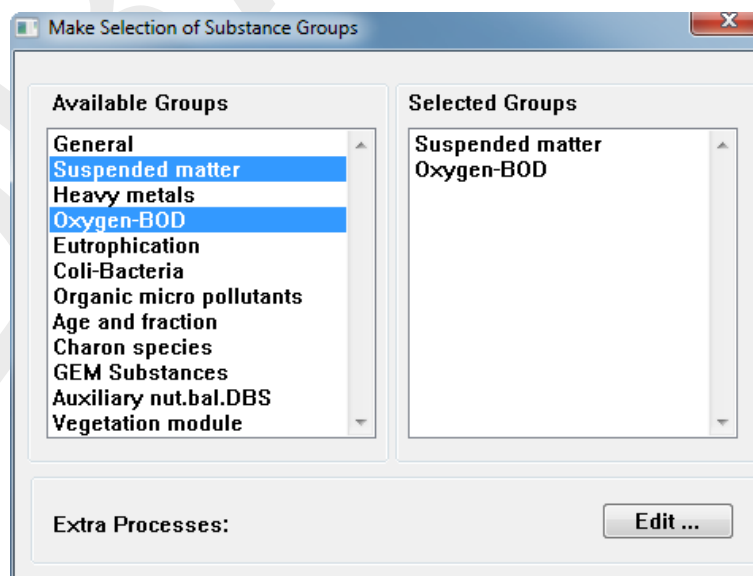 Make Selection of Substance Groups
Available Groups
General
Suspended matter
Heavy metals
Oxygen-BOD
Eutrophication
Coli-Bacteria
Organic micro pollutants
Age and fraction
Charon species
GEM Substances
Auxiliary nut.bal.DBS
Vegetation module
Selected Groups
Suspended matter
Oxygen-BOD
Extra Processes:
Edit ...